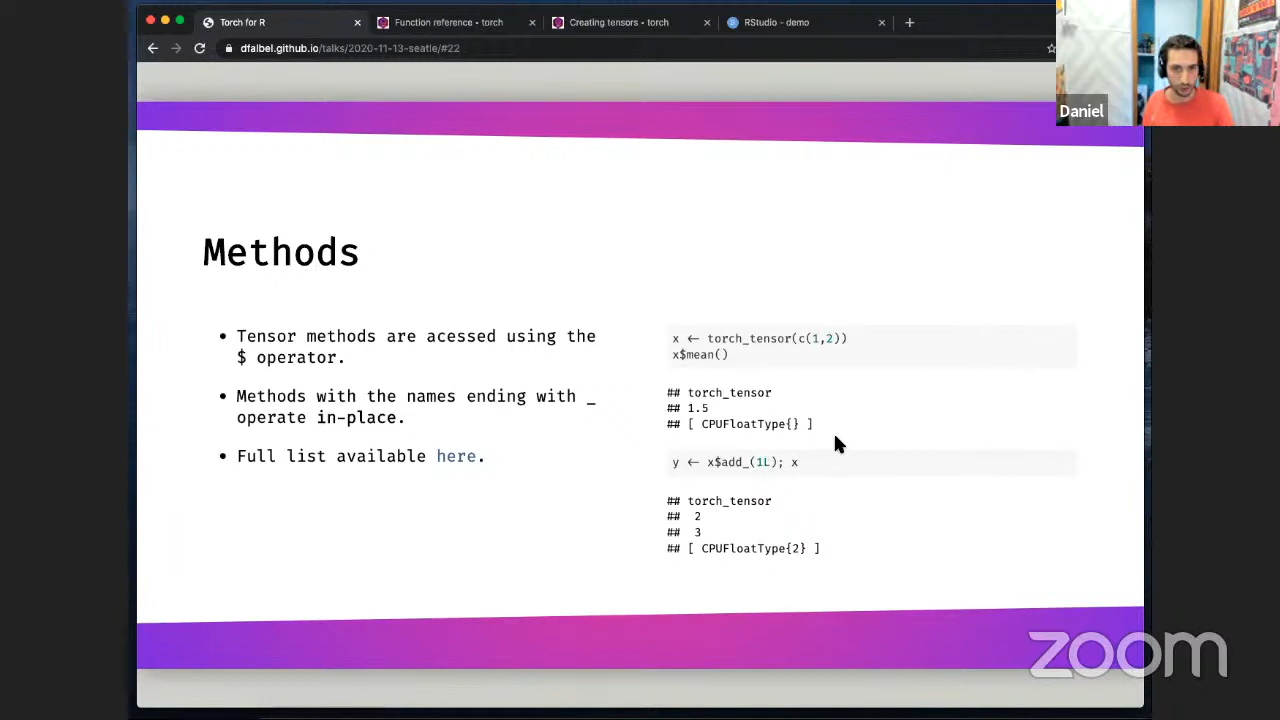 Torch for R
Function reference - torch
Creating tensors - torch
RStudio - demo
dfalbel.github.io/talks/2020-11-13-seatle/#22
Daniel
Methods
• Tensor methods are acessed using the
$ operator.
• Methods with the names ending with _
operate in-place.
• Full list available here.
x ← torch_tensor(c(1,2))
x$mean()
## torch_tensor
## 1.5
## [ CPUFloatType{} ]
y ← x$add_(1L); x
## torch_tensor
##  2
##  3
## [ CPUFloatType{2} ]
zoom